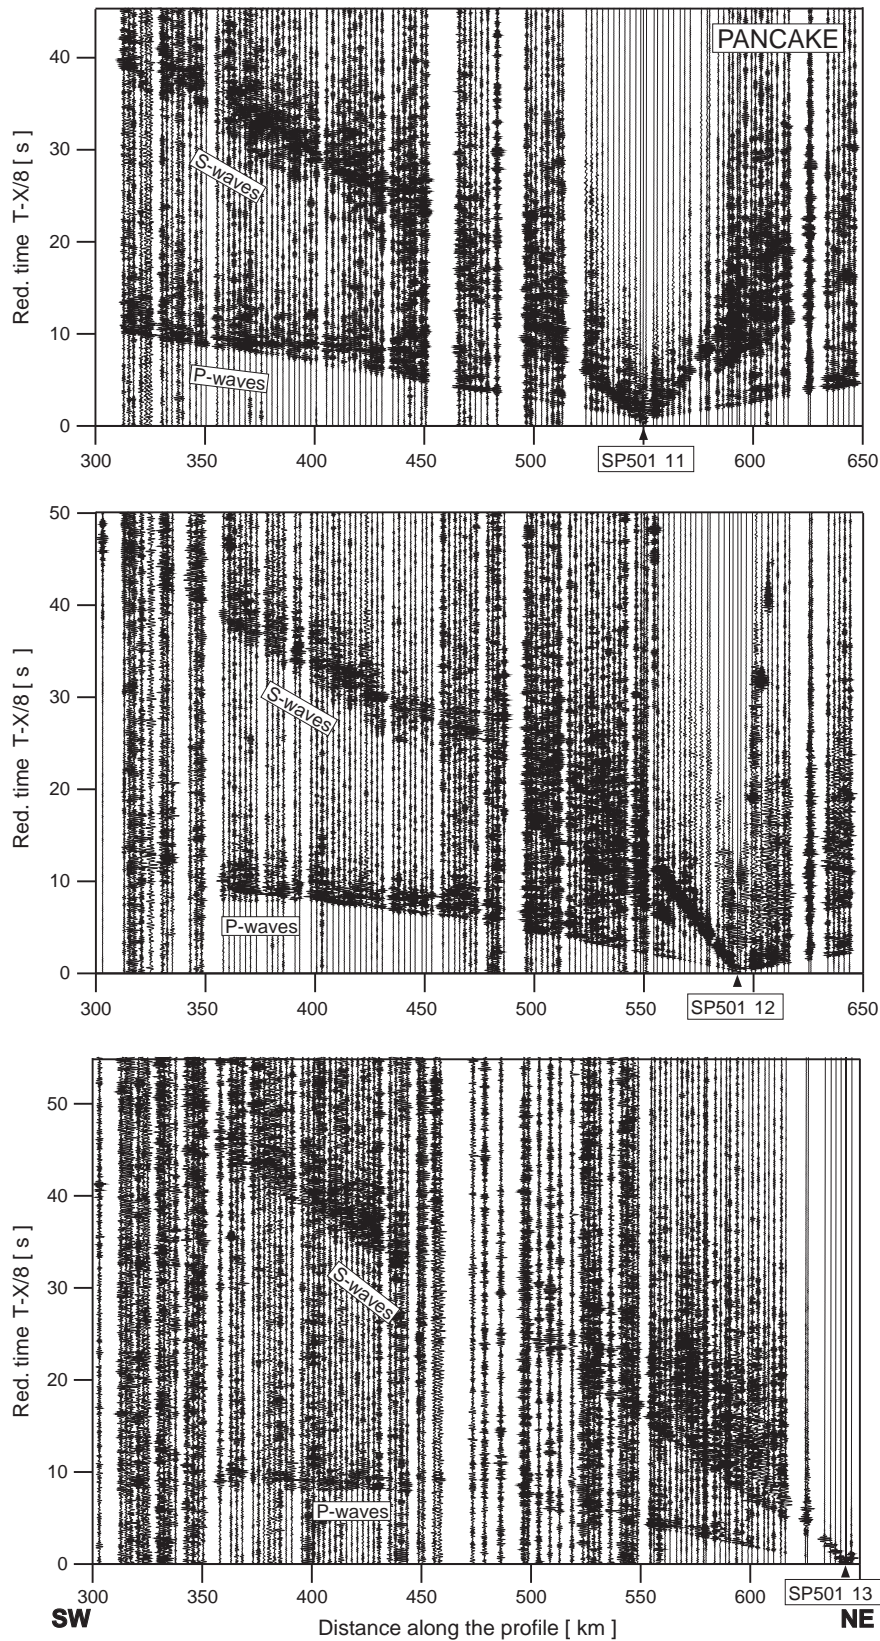 PANCAKE
Red. time T-X/8 [ s ]
40
30
20
10
0
S-waves
P-waves
300 350 400 450 500 550 600 650
SP501 11
Red. time T-X/8 [ s ]
50
40
30
20
10
0
S-waves
P-waves
300 350 400 450 500 550 600 650
SP501 12
Red. time T-X/8 [ s ]
50
40
30
20
10
0
S-waves
P-waves
300 350 400 450 500 550 600
SP501 13
SW
Distance along the profile [ km ]
NE